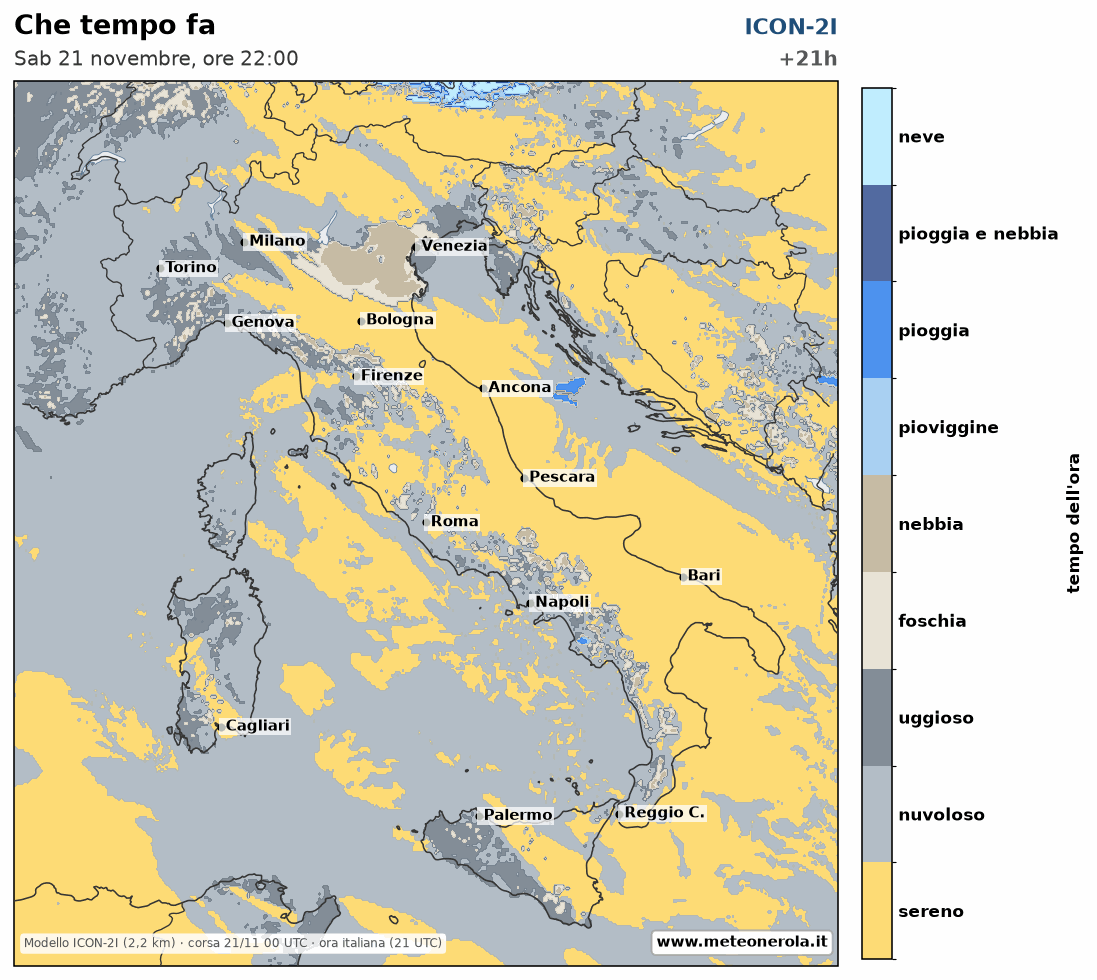 Che tempo fa
ICON-2I
Sab 21 novembre, ore 22:00
+21h
neve
pioggia e nebbia
pioggia
pioviggine
nebbia
foschia
uggioso
nuvoloso
sereno
tempo dell'ora
Milano
Venezia
Torino
Genova
Bologna
Firenze
Ancona
Pescara
Roma
Bari
Napoli
Cagliari
Palermo
Reggio C.
Modello ICON-2I (2,2 km) · corsa 21/11 00 UTC · ora italiana (21 UTC)
www.meteonerola.it